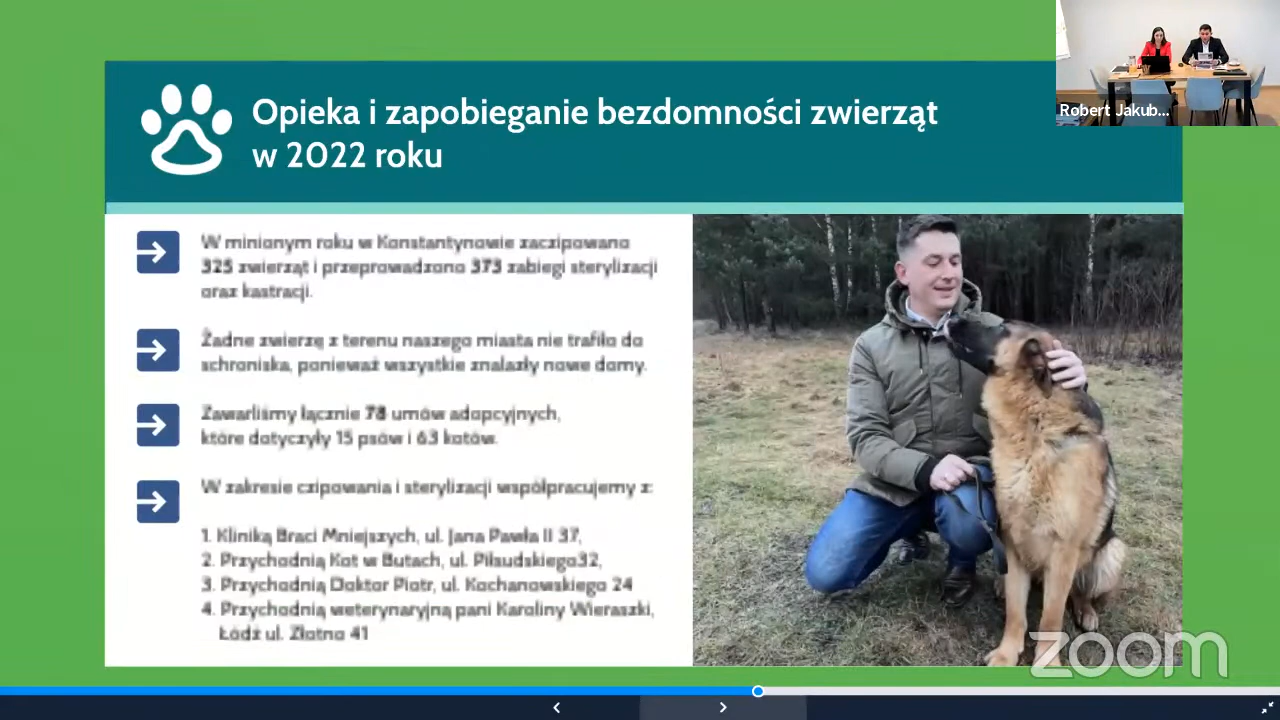 Opieka i zapobieganie bezdomności zwierząt
w 2022 roku
Robert Jakub...
W minionym roku w Konstantynowie zaczipowano
325 zwierząt i przeprowadzono 373 zabiegi sterylizacji
oraz kastracji.
Żadne zwierzę z terenu naszego miasta nie trafiło do
schroniska, ponieważ wszystkie znalazły nowe domy.
Zawarliśmy łącznie 78 umów adopcyjnych,
które dotyczyły 15 psów i 63 kotów.
W zakresie czipowania i sterylizacji współpracujemy z:
1. Kliniką Braci Mniejszych, ul. Jana Pawła II 37,
2. Przychodnią Kot w Butach, ul. Piłsudskiego32,
3. Przychodnią Doktor Piotr, ul. Kochanowskiego 24
4. Przychodnią weterynaryjną pani Karoliny Wieraszki,
Łódź ul. Złotno 41
zoom